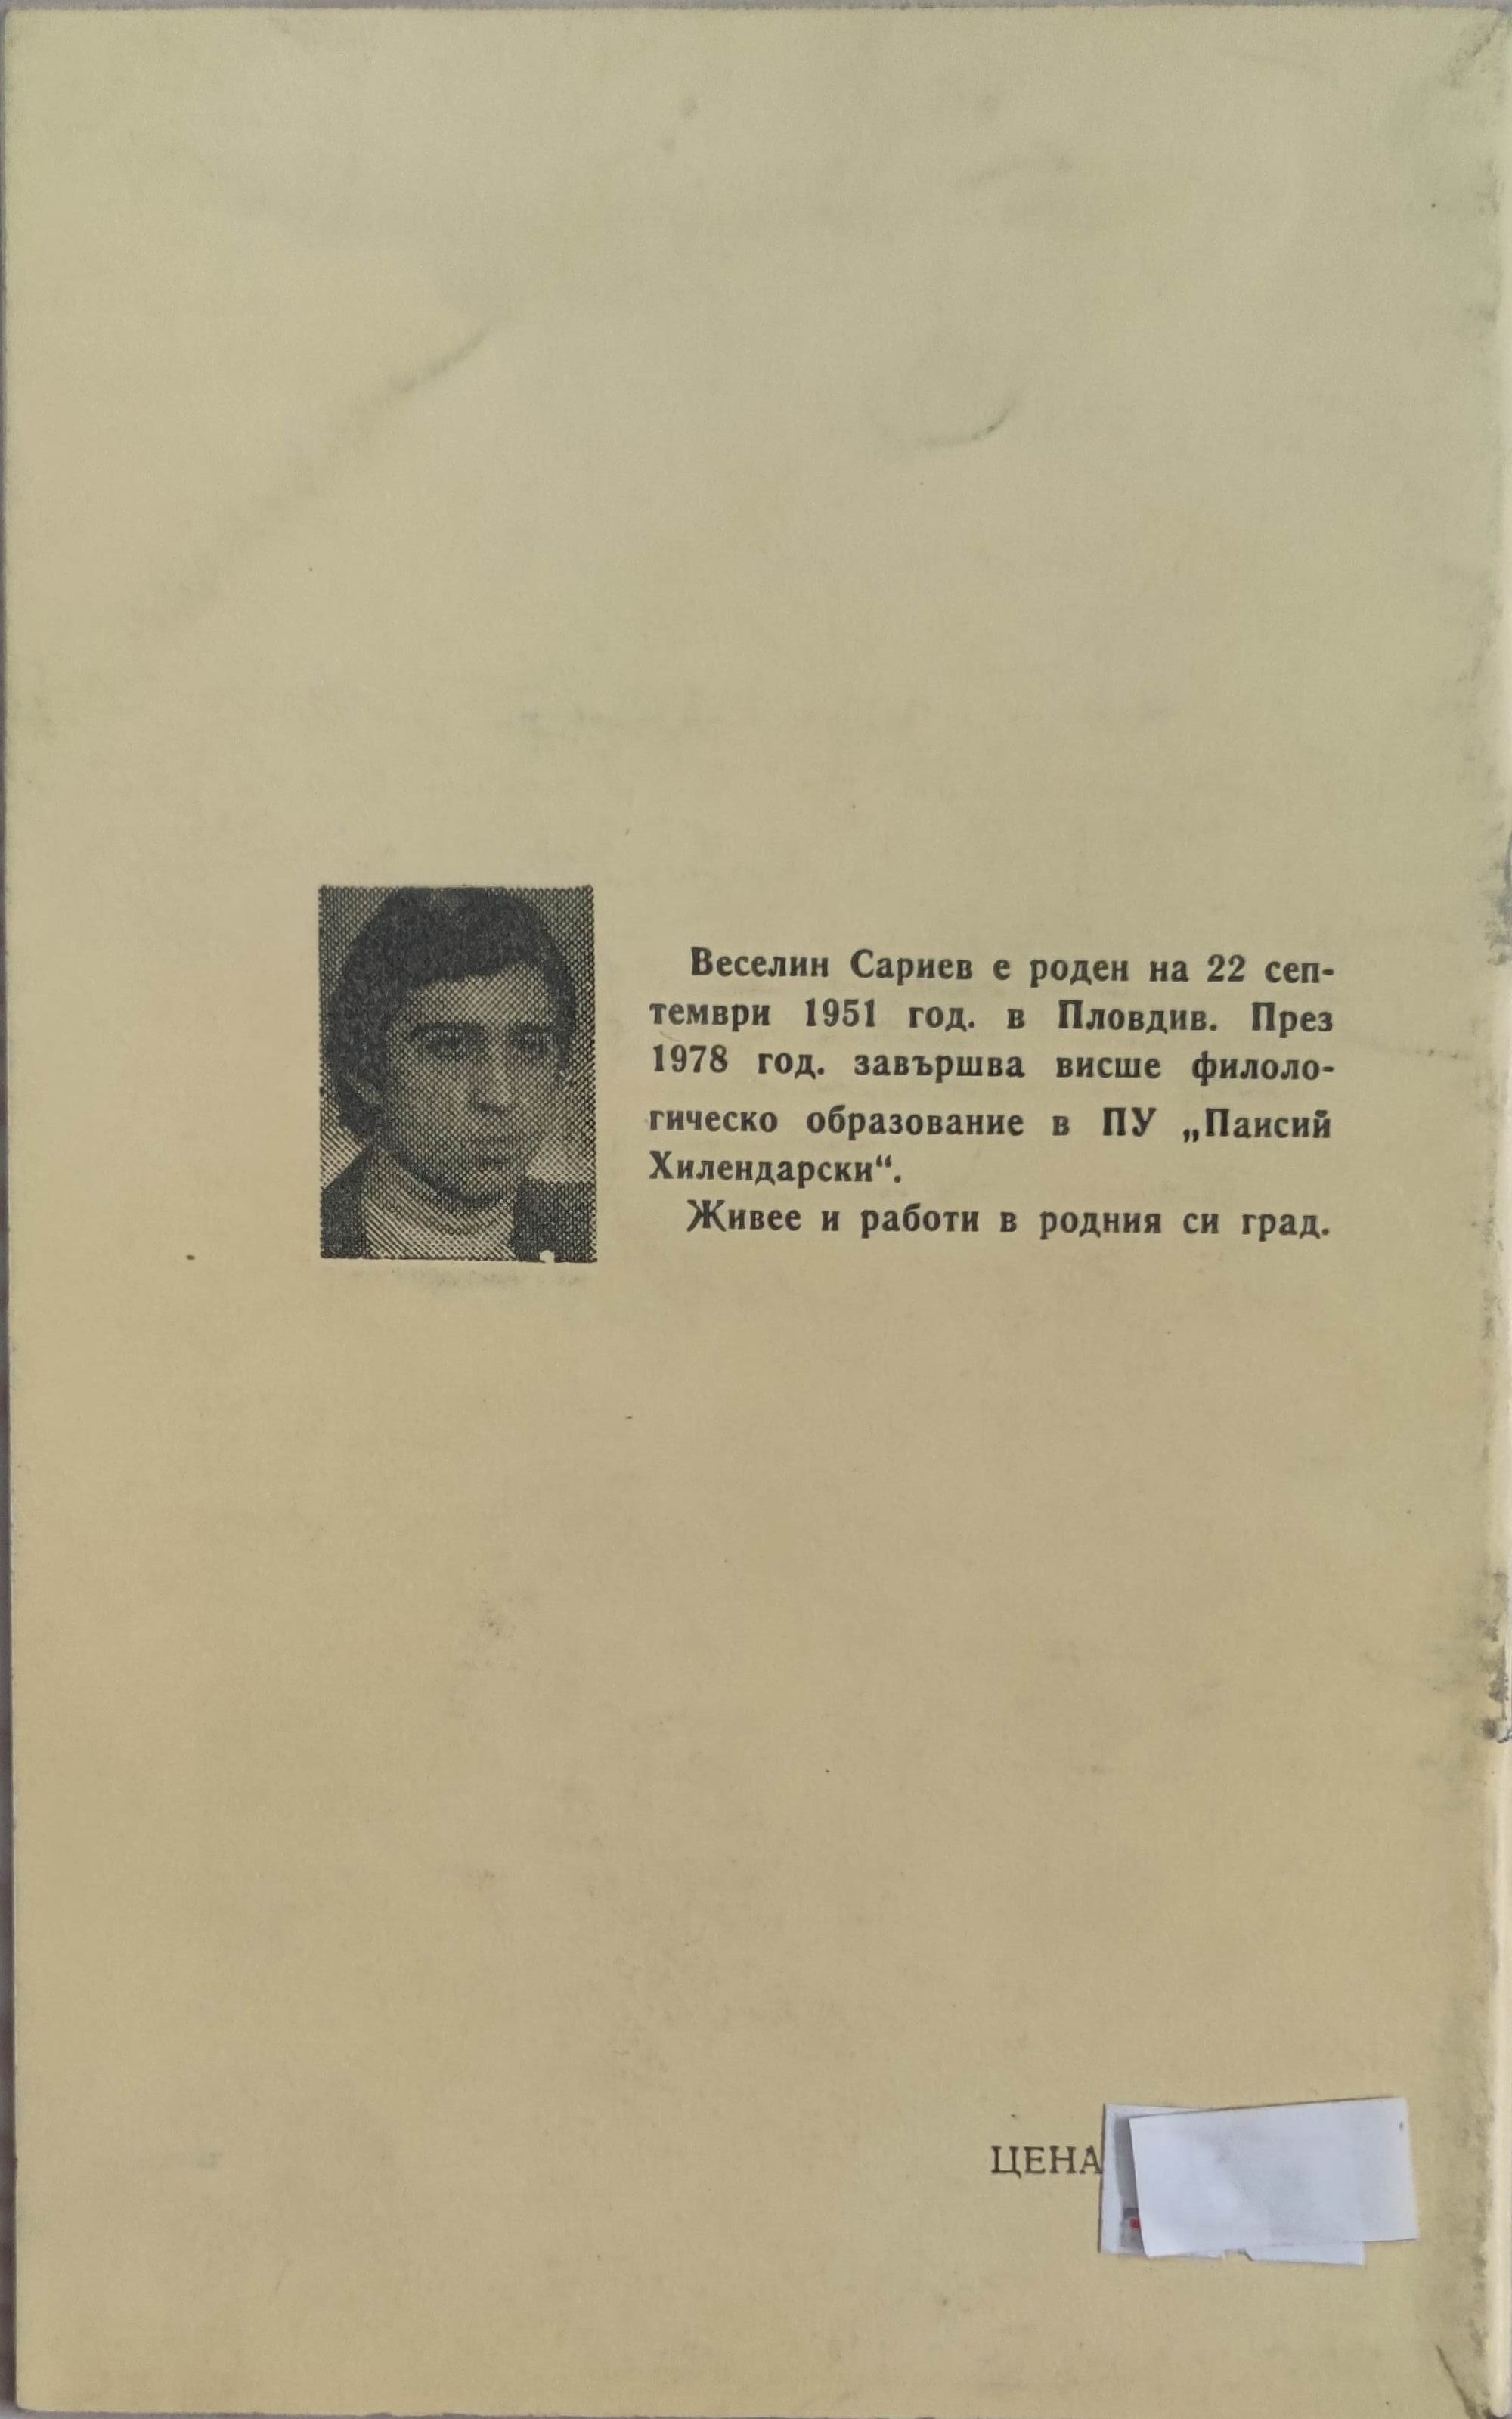 Веселин Сариев е роден на 22 сеп-
тември 1951 год. в Пловдив. През
1978 год. завършва висше филоло-
гическо образование в ПУ „Паисий
Хилендарски“.
Живее и работи в родния си град.
ЦЕНА